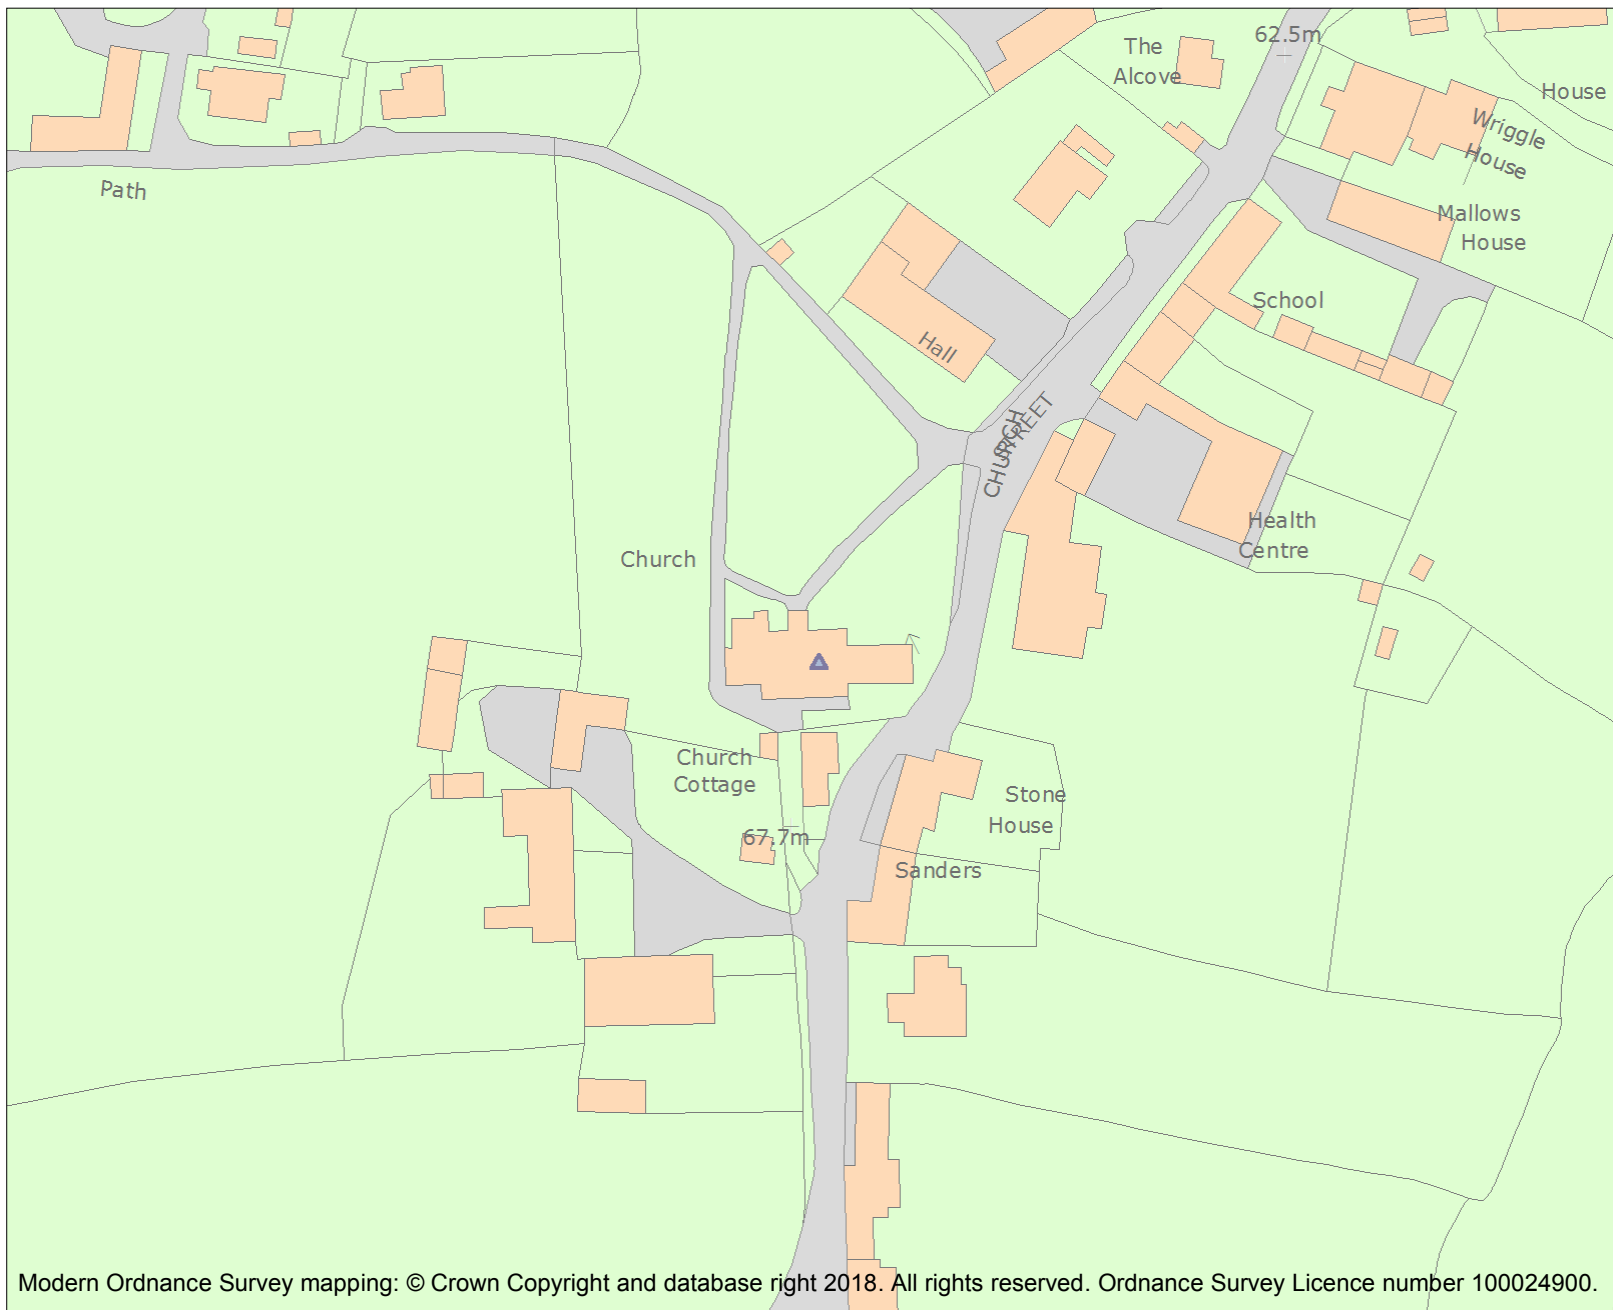 62.5m
The
Alcove
House
Wriggle
House
Path
Mallows
House
School
Hall
CHURCH
STREET
Health
Centre
Church
Church
Cottage
Stone
House
67.7m
Sanders
Modern Ordnance Survey mapping: © Crown Copyright and database right 2018. All rights reserved. Ordnance Survey Licence number 100024900.